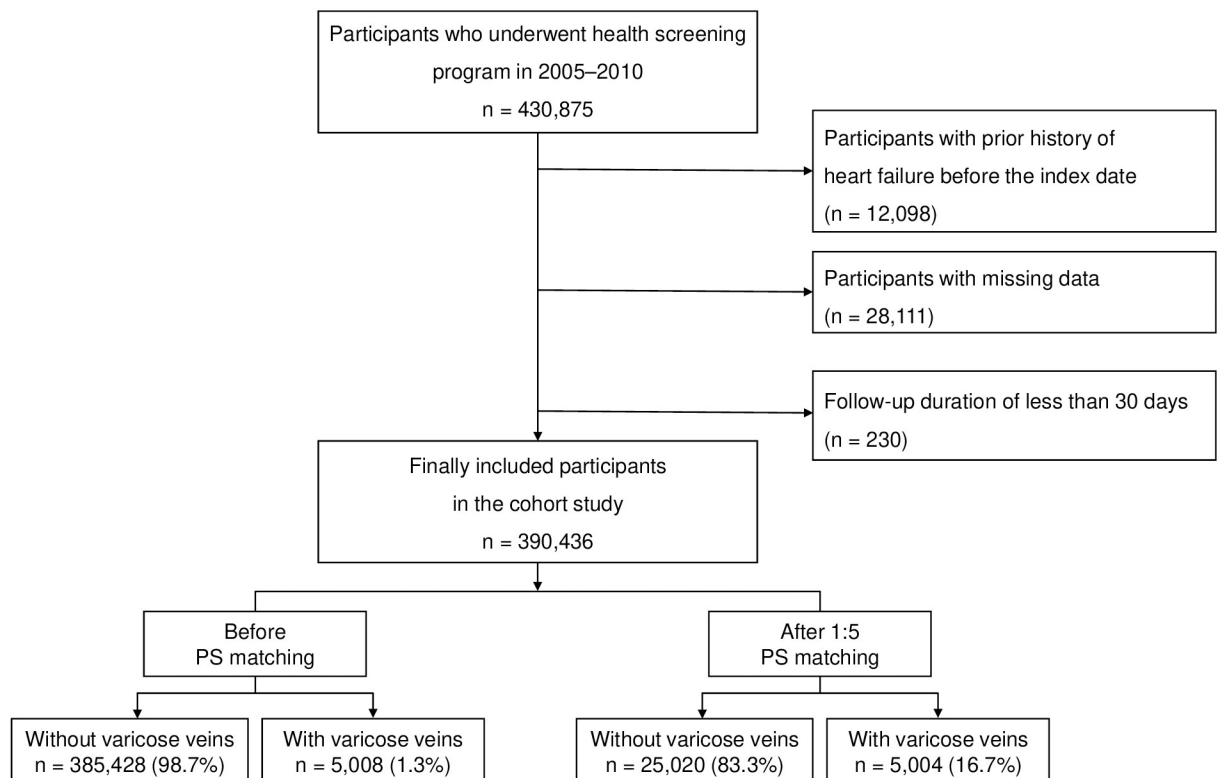 Participants who underwent health screening
program in 2005–2010
n = 430,875
Participants with prior history of
heart failure before the index date
(n = 12,098)
Participants with missing data
(n = 28,111)
Follow-up duration of less than 30 days
(n = 230)
Finally included participants
in the cohort study
n = 390,436
Before
PS matching
After 1:5
PS matching
Without varicose veins
n = 385,428 (98.7%)
With varicose veins
n = 5,008 (1.3%)
Without varicose veins
n = 25,020 (83.3%)
With varicose veins
n = 5,004 (16.7%)